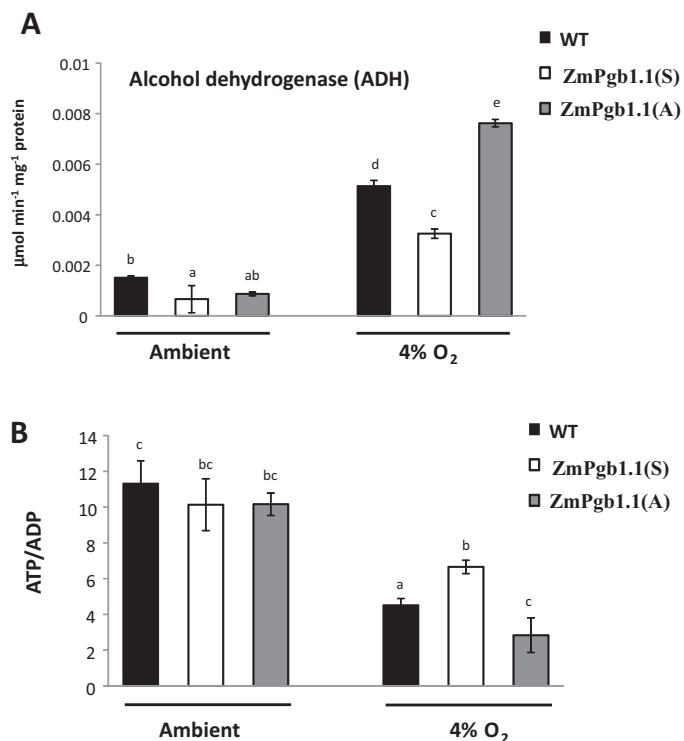 A
WT
ZmPgb1.1(S)
ZmPgb1.1(A)
Alcohol dehydrogenase (ADH)
µmol min⁻¹ mg⁻¹ protein
0.01
0.008
0.006
0.004
0.002
0
b
a
ab
d
c
e
Ambient
4% O₂
B
WT
ZmPgb1.1(S)
ZmPgb1.1(A)
ATP/ADP
14
12
10
8
6
4
2
0
c
bc
bc
a
b
c
Ambient
4% O₂